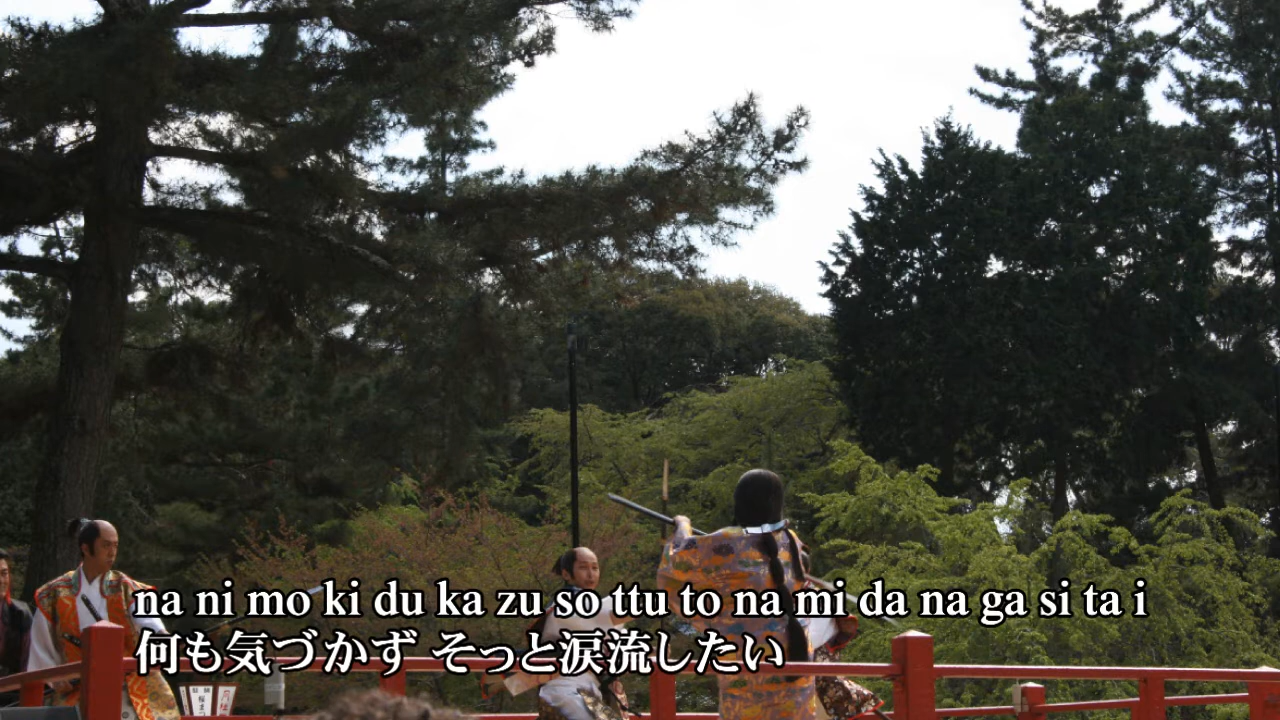 na ni mo ki du ka zu so ttu to na mi da na ga si ta i
何も気づかず そっと涙流したい